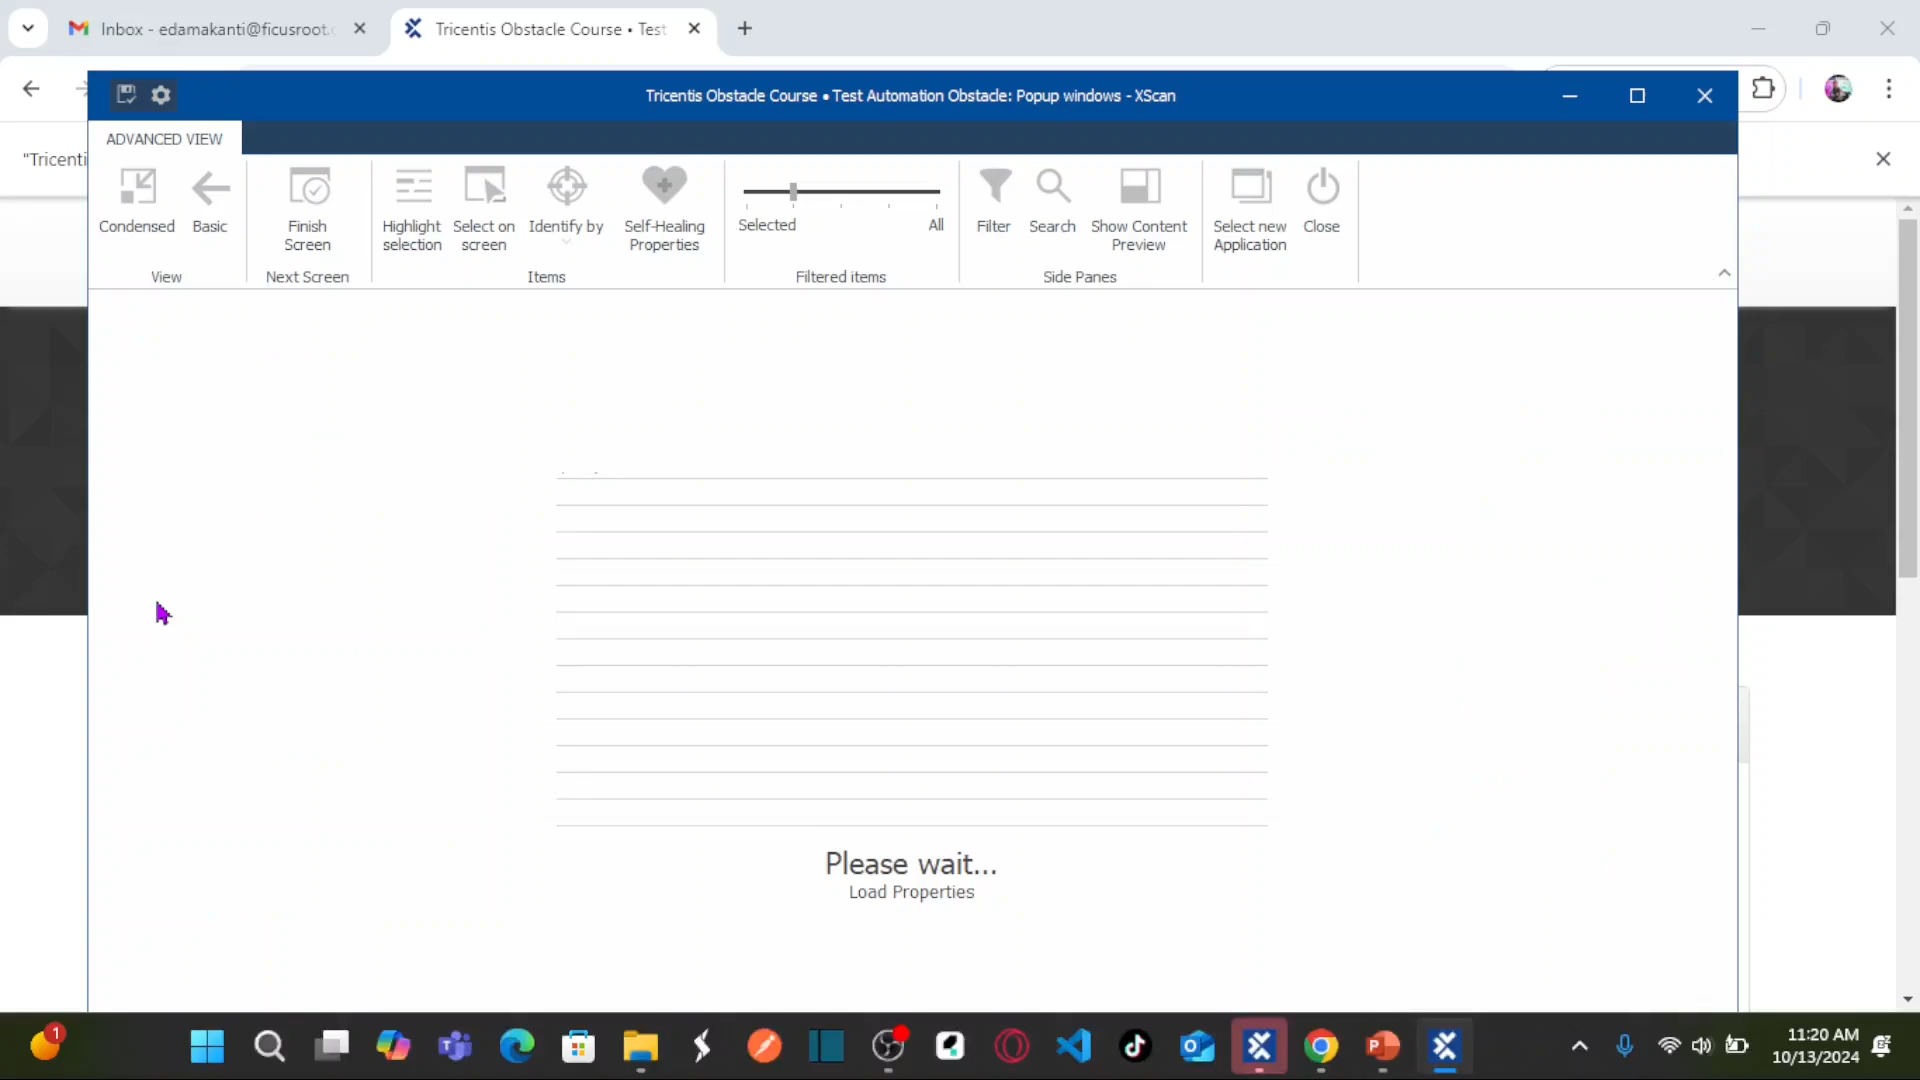 Inbox - edamakanti@ficusroot.
Tricentis Obstacle Course • Test
"Tricenti
Tricentis Obstacle Course • Test Automation Obstacle: Popup windows - XScan
ADVANCED VIEW
Condensed
Basic
View
Finish
Screen
Next Screen
Highlight
selection
Select on
screen
Identify by
Self-Healing
Properties
Items
Selected
All
Filtered items
Filter
Search
Show Content
Preview
Side Panes
Select new
Application
Close
Please wait...
Load Properties
1
11:20 AM
10/13/2024